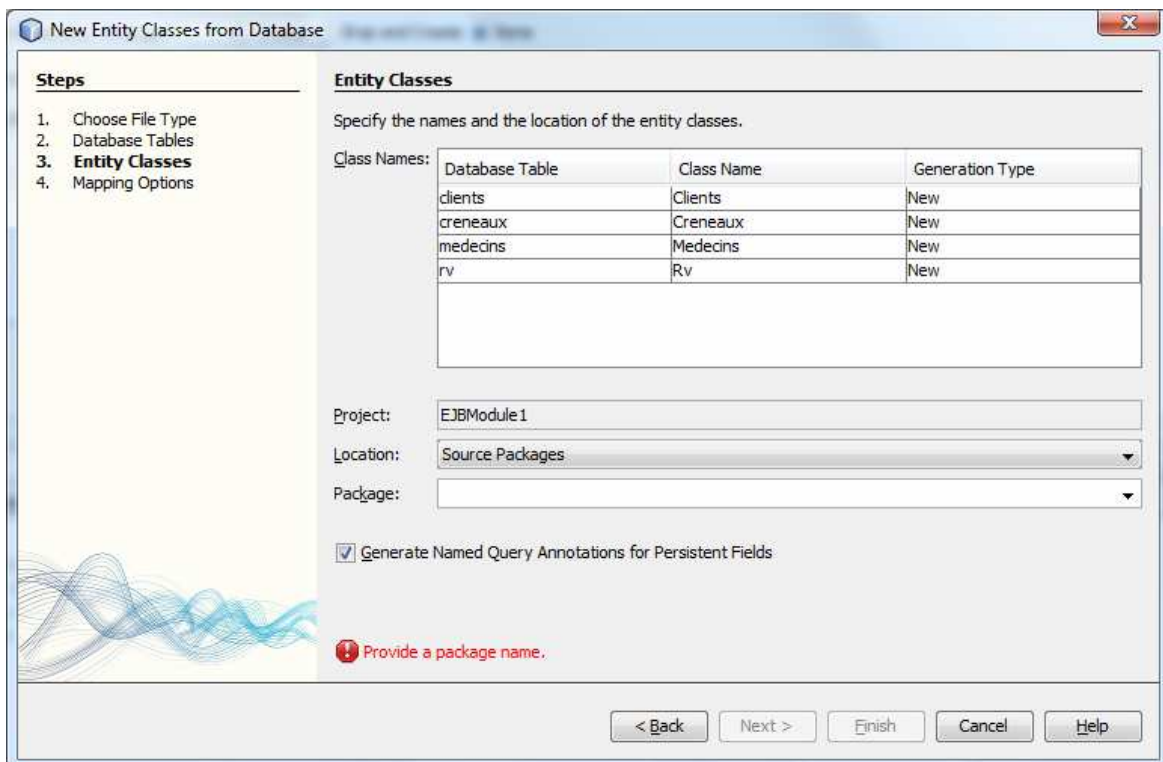 New Entity Classes from Database
Steps
1. Choose File Type
2. Database Tables
3. Entity Classes
4. Mapping Options
Entity Classes
Specify the names and the location of the entity classes.
Class Names:
Database Table Class Name Generation Type
clients Clients New
creneaux Creneaux New
medecins Medecins New
rv Rv New
Project: EJBModule1
Location: Source Packages
Package:
Generate Named Query Annotations for Persistent Fields
Provide a package name.
< Back Next > Finish Cancel Help